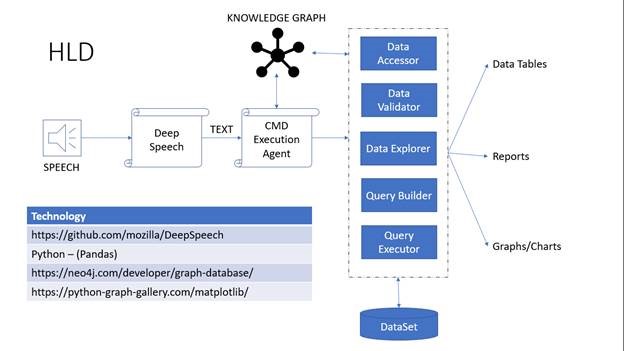 HLD
KNOWLEDGE GRAPH
SPEECH
Deep
Speech
TEXT
CMD
Execution
Agent
Data
Accessor
Data
Validator
Data Explorer
Query Builder
Query
Executor
DataSet
Data Tables
Reports
Graphs/Charts
Technology
https://github.com/mozilla/DeepSpeech
Python – (Pandas)
https://neo4j.com/developer/graph-database/
https://python-graph-gallery.com/matplotlib/